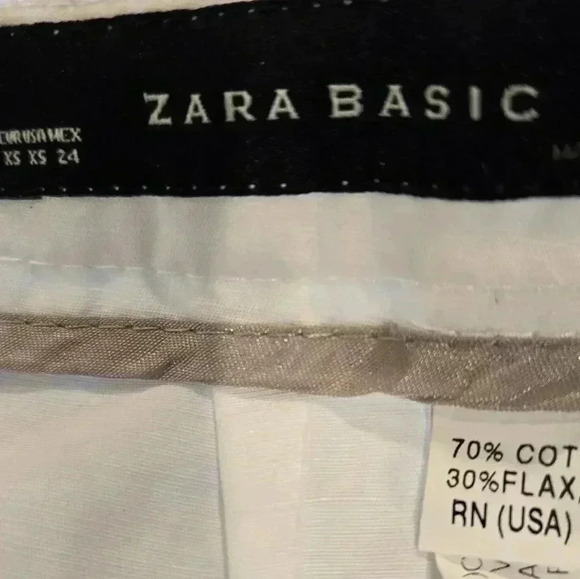 ZARA BASIC
EUR USA MEX
XS XS 24
70% COT
30%FLAX,
RN (USA)